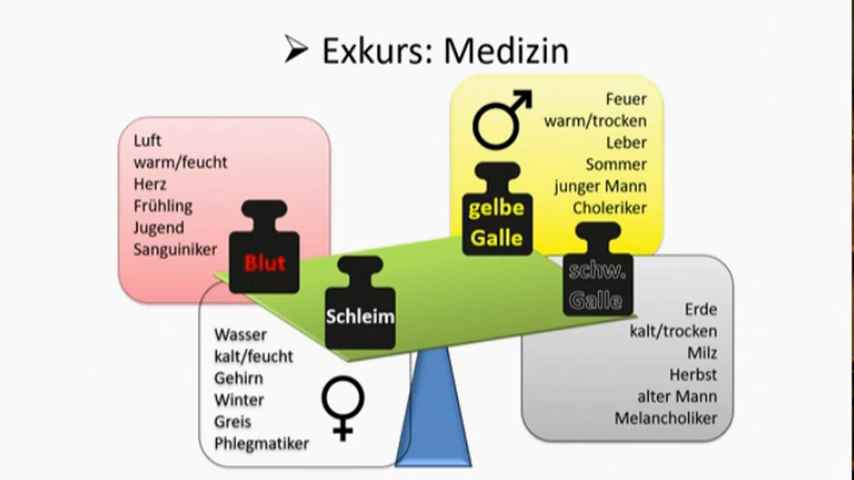 Exkurs: Medizin
Luft
warm/feucht
Herz
Frühling
Jugend
Sanguiniker
Blut
Feuer
warm/trocken
Leber
Sommer
junger Mann
Choleriker
gelbe
Galle
Schleim
schw.
Galle
Wasser
kalt/feucht
Gehirn
Winter
Greis
Phlegmatiker
Erde
kalt/trocken
Milz
Herbst
alter Mann
Melancholiker